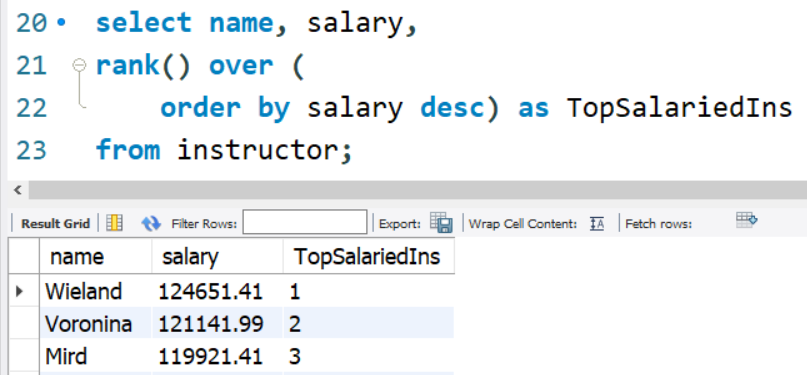 20 select name, salary,
21 rank() over (
22 order by salary desc) as TopSalariedIns
23 from instructor;
Result Grid Filter Rows: Export: Wrap Cell Content: Fetch rows:
name salary TopSalariedIns
Wieland 124651.41 1
Voronina 121141.99 2
Mird 119921.41 3